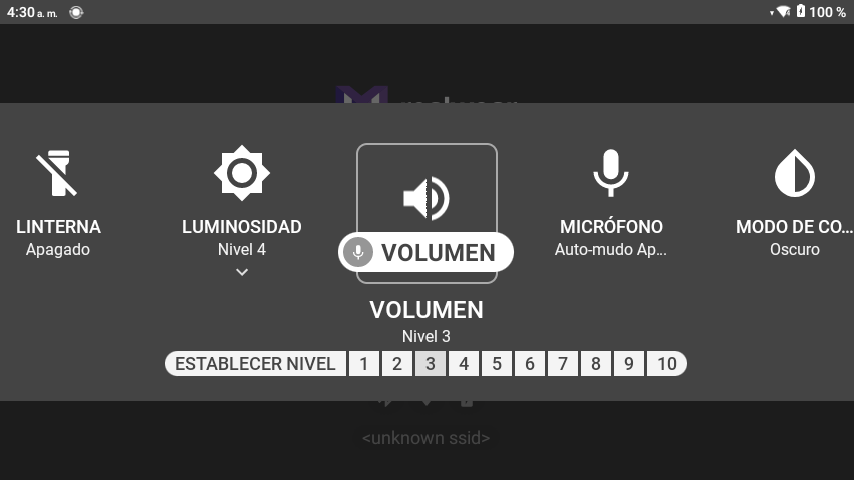 4:30 a. m.
100 %
LINTERNA
Apagado
LUMINOSIDAD
Nivel 4
VOLUMEN
MICRÓFONO
Auto-mudo Ap...
MODO DE CO...
Oscuro
VOLUMEN
Nivel 3
ESTABLECER NIVEL 1 2 3 4 5 6 7 8 9 10
<unknown ssid>